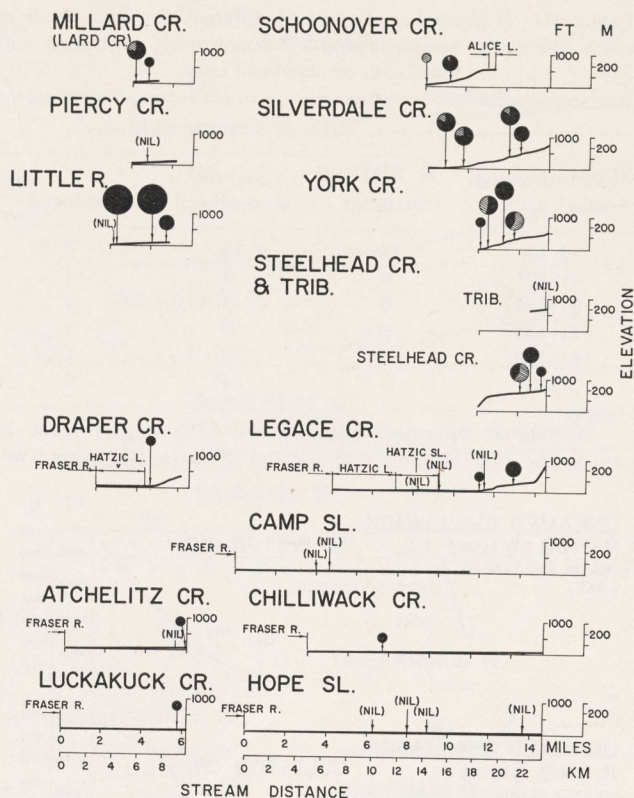 MILLARD CR.
(LARD CR)
1000
SCHOONOVER CR.
ALICE L.
FT M
1000
200
PIERCY CR.
(NIL)
1000
SILVERDALE CR.
1000
200
LITTLE R.
(NIL)
1000
YORK CR.
1000
200
STEELHEAD CR.
& TRIB.
TRIB.
(NIL)
1000
200
ELEVATION
STEELHEAD CR.
1000
200
DRAPER CR.
HATZIC L.
FRASER R.
1000
LEGACE CR.
HATZIC SL.
FRASER R.
HATZIC L.
(NIL)
(NIL)
(NIL)
1000
200
CAMP SL.
FRASER R.
(NIL)
(NIL)
1000
200
ATCHELITZ CR.
FRASER R.
(NIL)
1000
CHILLIWACK CR.
FRASER R.
1000
200
LUCKAKUCK CR.
FRASER R.
1000
0 2 4 6
0 2 4 6 8
HOPE SL.
FRASER R.
(NIL)
(NIL)
(NIL)
(NIL)
1000
200
0 2 4 6 8 10 12 14 MILES
0 2 4 6 8 10 12 14 16 18 20 22 KM
STREAM DISTANCE